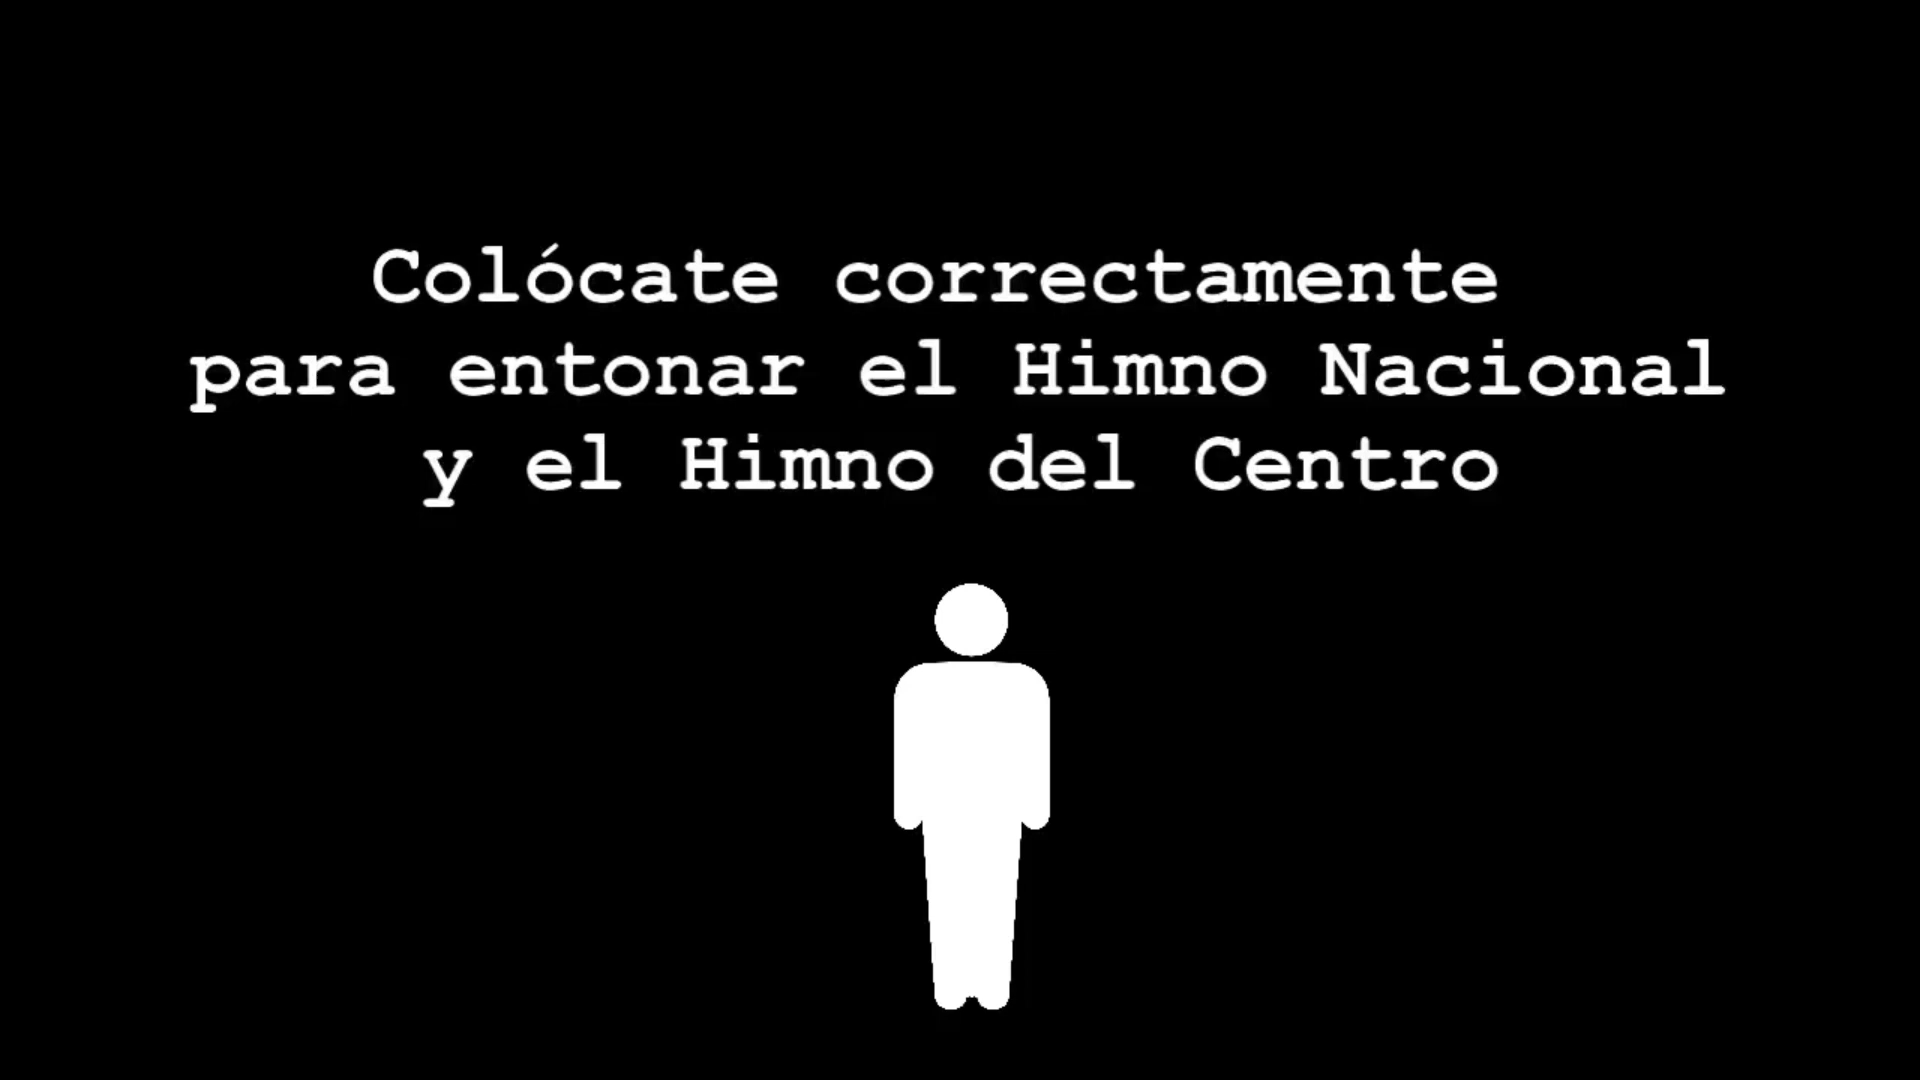 Colócate correctamente
para entonar el Himno Nacional
y el Himno del Centro